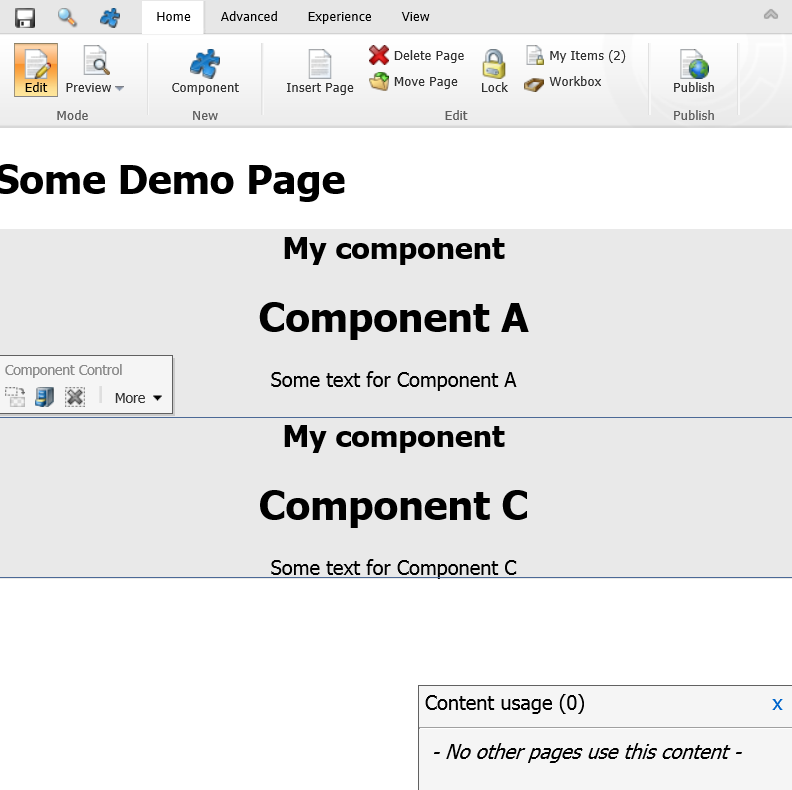 Home Advanced Experience View
Edit Preview Component Insert Page Delete Page Move Page Lock My Items (2) Workbox Publish
Mode New Edit Publish
Some Demo Page
My component
Component A
Some text for Component A
Component Control
More
My component
Component C
Some text for Component C
Content usage (0) x
- No other pages use this content -